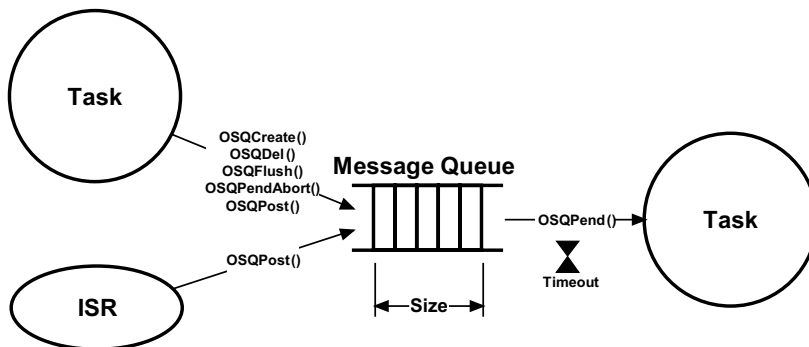 Task
OSQCreate()
OSQDel()
OSQFlush()
OSQPendAbort()
OSQPost()
Message Queue
OSQPend()
Task
Timeout
OSQPost()
ISR
Size